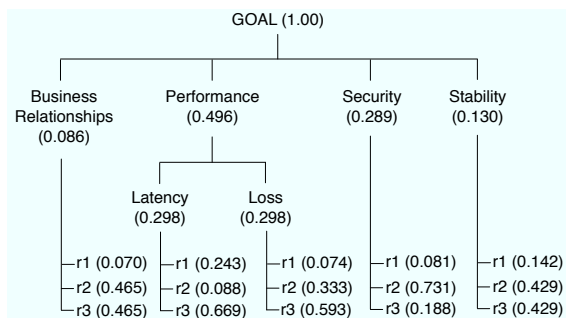 GOAL (1.00)
Business
Relationships
(0.086)
Performance
(0.496)
Security
(0.289)
Stability
(0.130)
Latency
(0.298)
Loss
(0.298)
r1 (0.070)
r2 (0.465)
r3 (0.465)
r1 (0.243)
r2 (0.088)
r3 (0.669)
r1 (0.074)
r2 (0.333)
r3 (0.593)
r1 (0.081)
r2 (0.731)
r3 (0.188)
r1 (0.142)
r2 (0.429)
r3 (0.429)